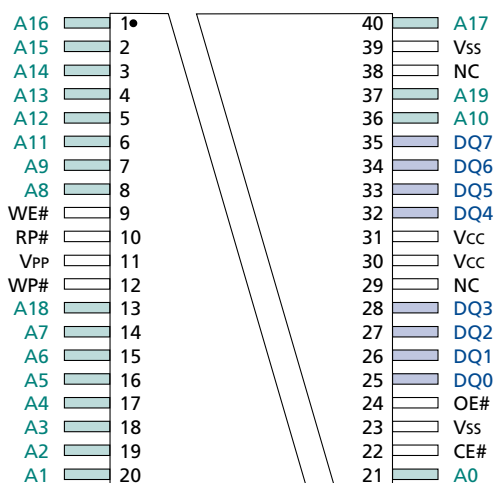 A16 1● 40 A17
A15 2 39 Vss
A14 3 38 NC
A13 4 37 A19
A12 5 36 A10
A11 6 35 DQ7
A9 7 34 DQ6
A8 8 33 DQ5
WE# 9 32 DQ4
RP# 10 31 Vcc
VPP 11 30 Vcc
WP# 12 29 NC
A18 13 28 DQ3
A7 14 27 DQ2
A6 15 26 DQ1
A5 16 25 DQ0
A4 17 24 OE#
A3 18 23 Vss
A2 19 22 CE#
A1 20 21 A0